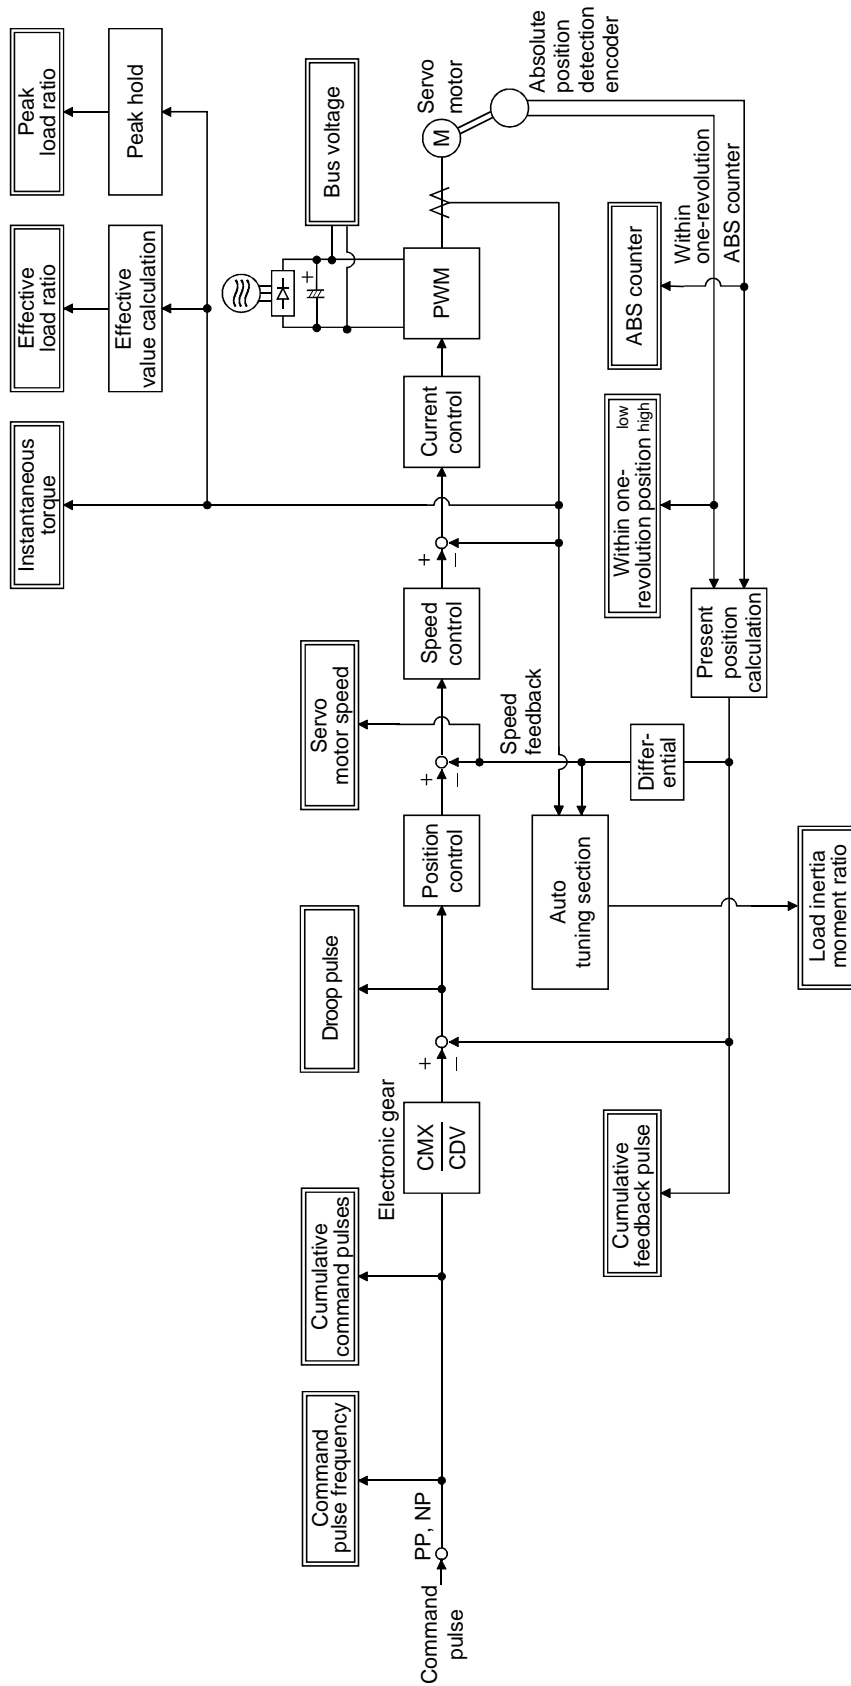 Instantaneous
torque
Effective
load ratio
Peak
load ratio
Effective
value calculation
Peak hold
Command
pulse frequency
Cumulative
command pulses
Droop pulse
Servo
motor speed
Bus voltage
+
Command
pulse
PP, NP
Electronic gear
CMX
CDV
+
−
Position
control
+
−
Speed
control
+
−
Current
control
PWM
M
Servo
motor
Absolute
position
detection
encoder
Speed
feedback
Auto
tuning section
Differ-
ential
Cumulative
feedback pulse
Within one-
revolution position
low
high
ABS counter
Within
one-revolution
ABS counter
Present
position
calculation
Load inertia
moment ratio